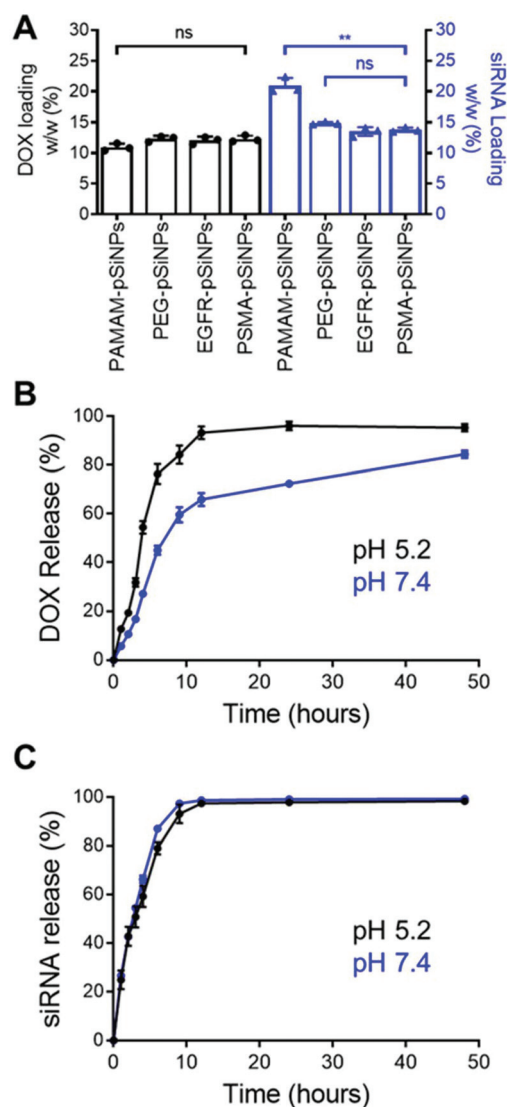 A
DOX loading
w/w (%)
30
25
20
15
10
5
0
ns
**
ns
30
25
20
15
10
5
0
siRNA Loading
w/w (%)
PAMAM-pSiNPs
PEG-pSiNPs
EGFR-pSiNPs
PSMA-pSiNPs
PAMAM-pSiNPs
PEG-pSiNPs
EGFR-pSiNPs
PSMA-pSiNPs
B
DOX Release (%)
100
80
60
40
20
0
pH 5.2
pH 7.4
0 10 20 30 40 50
Time (hours)
C
siRNA release (%)
100
80
60
40
20
0
pH 5.2
pH 7.4
0 10 20 30 40 50
Time (hours)